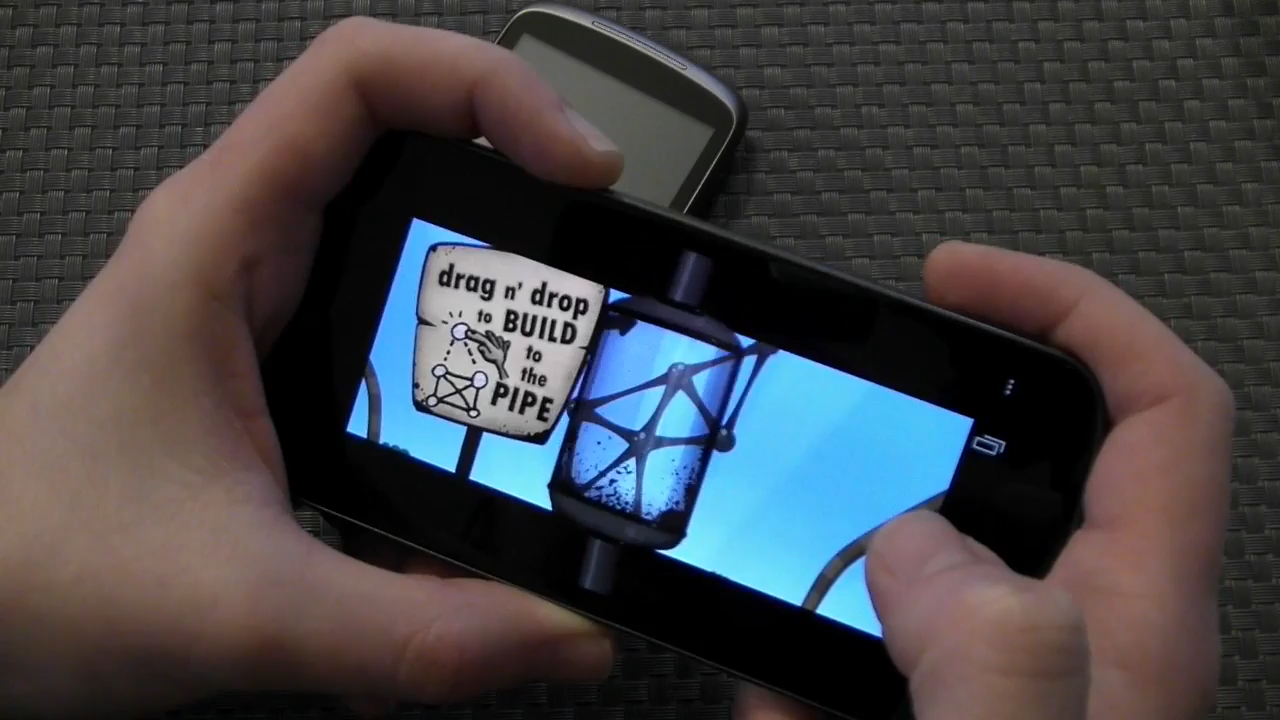 drag n' drop
to BUILD
to
the
PIPE